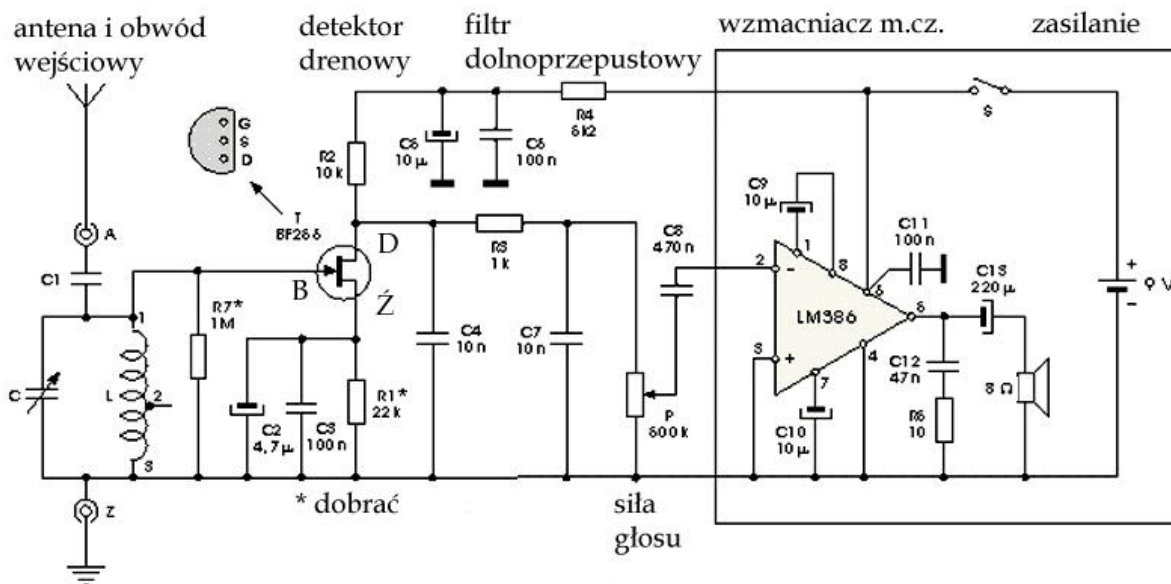 antena i obwód
wejściowy
detektor
drenowy
filtr
dolnoprzepustowy
wzmacniacz m.cz.
zasilanie
G
S
D
T
BF266
A
C1
C
L
1
2
3
R7*
1M
B
D
Ź
R2
10 k
C6
10 µ
C5
100 n
R4
6k2
C2
4,7 µ
C3
100 n
R1*
22 k
C4
10 n
R3
1 k
C7
10 n
C8
470 n
P
500 k
C9
10 µ
1
8
2
-
3
+
LM386
6
7
4
C10
10 µ
C11
100 n
C12
47 n
R6
10
C13
220 µ
8 Ω
S
+
-
9 V
Z
* dobrać
siła
głosu